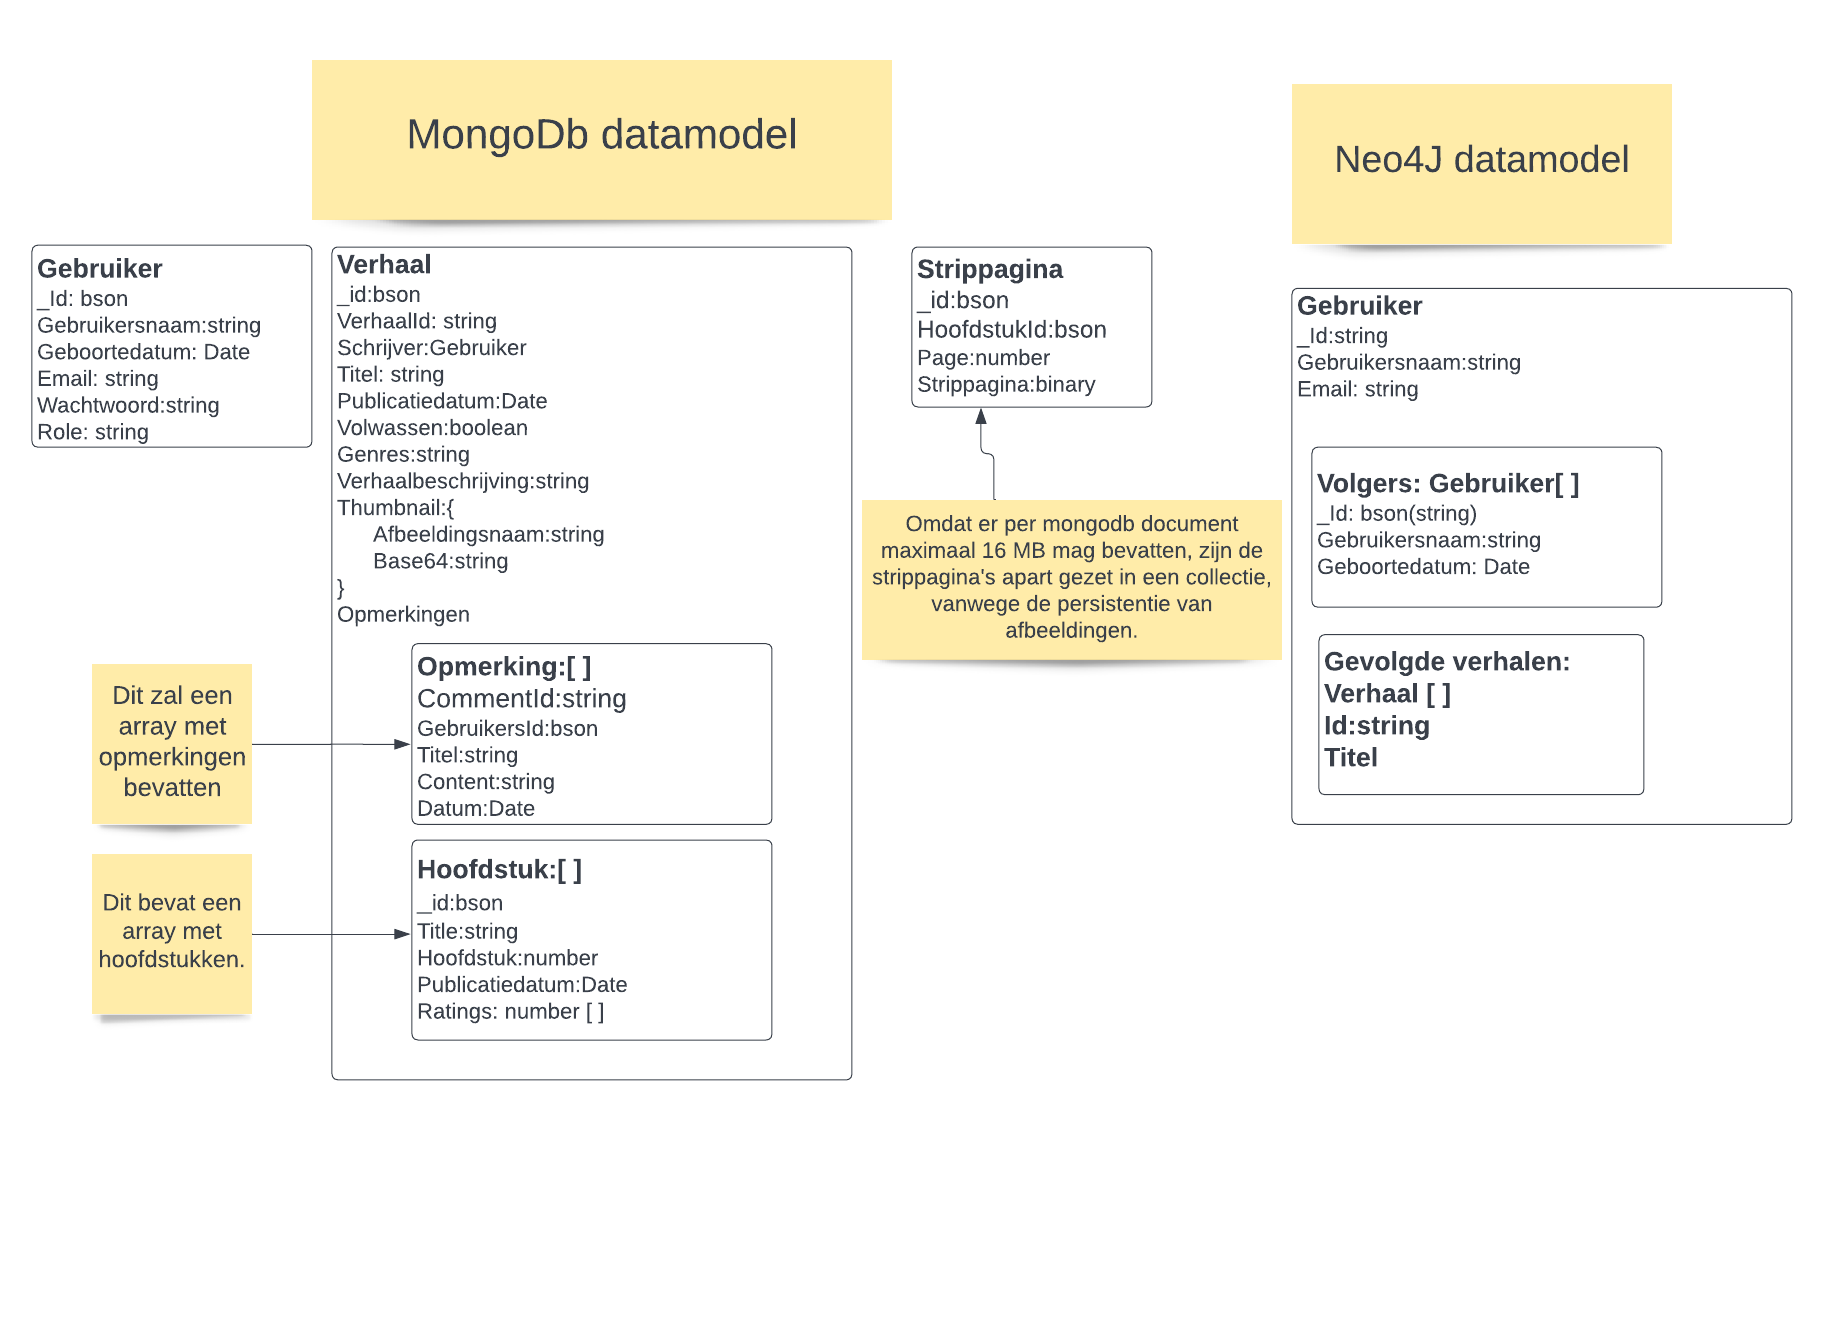 MongoDb datamodel
Neo4J datamodel
Gebruiker
_Id: bson
Gebruikersnaam:string
Geboortedatum: Date
Email: string
Wachtwoord:string
Role: string
Verhaal
_id:bson
VerhaalId: string
Schrijver:Gebruiker
Titel: string
Publicatiedatum:Date
Volwassen:boolean
Genres:string
Verhaalbeschrijving:string
Thumbnail:{
Afbeeldingsnaam:string
Base64:string
}
Opmerkingen
Opmerking:[ ]
CommentId:string
GebruikersId:bson
Titel:string
Content:string
Datum:Date
Hoofdstuk:[ ]
_id:bson
Title:string
Hoofdstuk:number
Publicatiedatum:Date
Ratings: number [ ]
Dit zal een
array met
opmerkingen
bevatten
Dit bevat een
array met
hoofdstukken.
Strippagina
_id:bson
HoofdstukId:bson
Page:number
Strippagina:binary
Omdat er per mongodb document
maximaal 16 MB mag bevatten, zijn de
strippagina's apart gezet in een collectie,
vanwege de persistentie van
afbeeldingen.
Gebruiker
_Id:string
Gebruikersnaam:string
Email: string
Volgers: Gebruiker[ ]
_Id: bson(string)
Gebruikersnaam:string
Geboortedatum: Date
Gevolgde verhalen:
Verhaal [ ]
Id:string
Titel